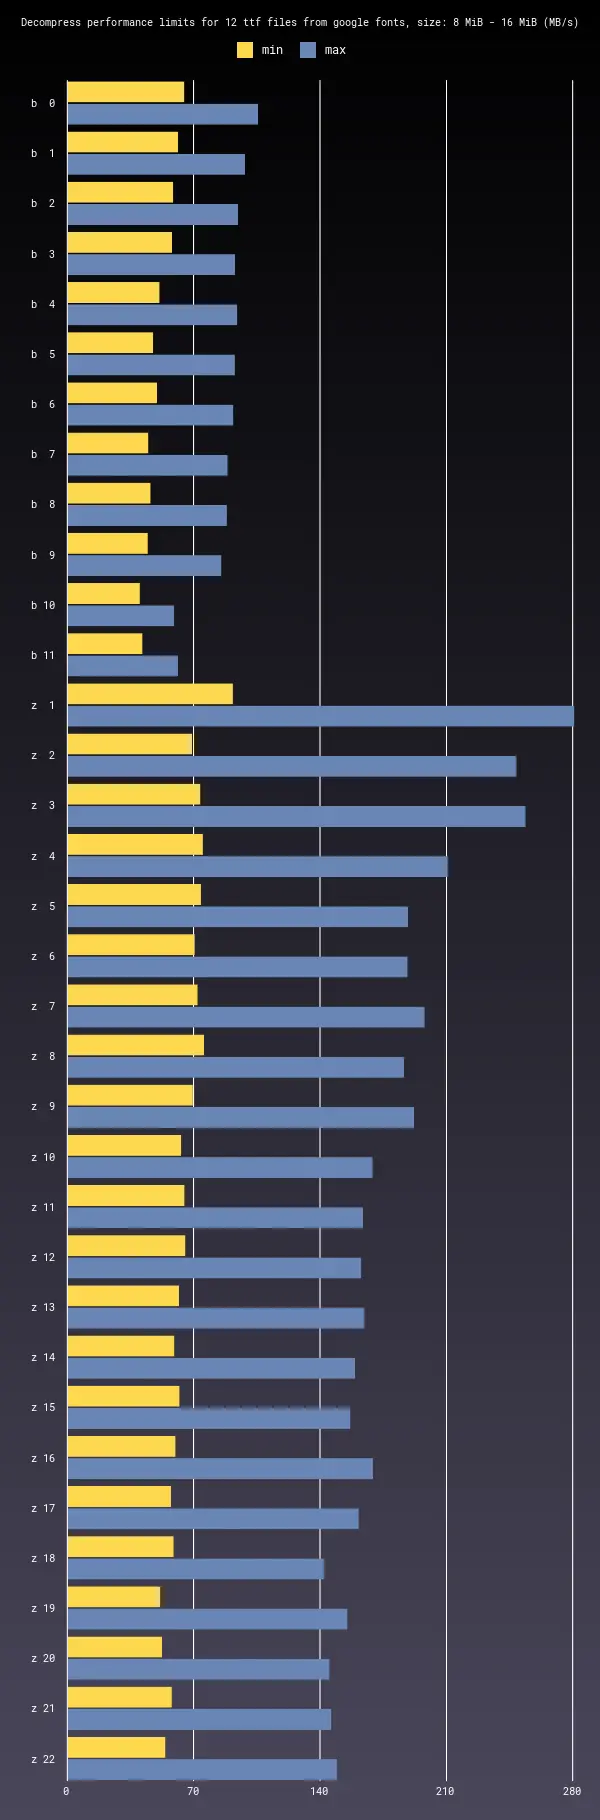 Decompress performance limits for 12 ttf files from google fonts, size: 8 MiB - 16 MiB (MB/s)
min max
b 0
b 1
b 2
b 3
b 4
b 5
b 6
b 7
b 8
b 9
b 10
b 11
z 1
z 2
z 3
z 4
z 5
z 6
z 7
z 8
z 9
z 10
z 11
z 12
z 13
z 14
z 15
z 16
z 17
z 18
z 19
z 20
z 21
z 22
0 70 140 210 280